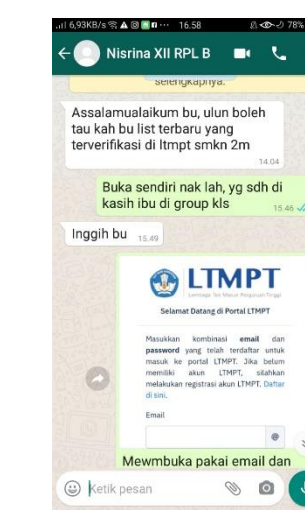 6,93KB/s 16.58 78%
Nisrina XII RPL B
selengkapnya.
Assalamualaikum bu, ulun boleh
tau kah bu list terbaru yang
terverifikasi di ltmpt smkn 2m
14.04
Buka sendiri nak lah, yg sdh di
kasih ibu di group kls
15.46
Inggih bu 15.49
LTMPT
Lembaga Tes Masuk Perguruan Tinggi
Selamat Datang di Portal LTMPT
Masukkan kombinasi email dan
password yang telah terdaftar untuk
masuk ke portal LTMPT. Jika belum
memiliki akun LTMPT, silahkan
melakukan registrasi akun LTMPT. Daftar
di sini.
Email
@
Mewmbuka pakai email dan
Ketik pesan